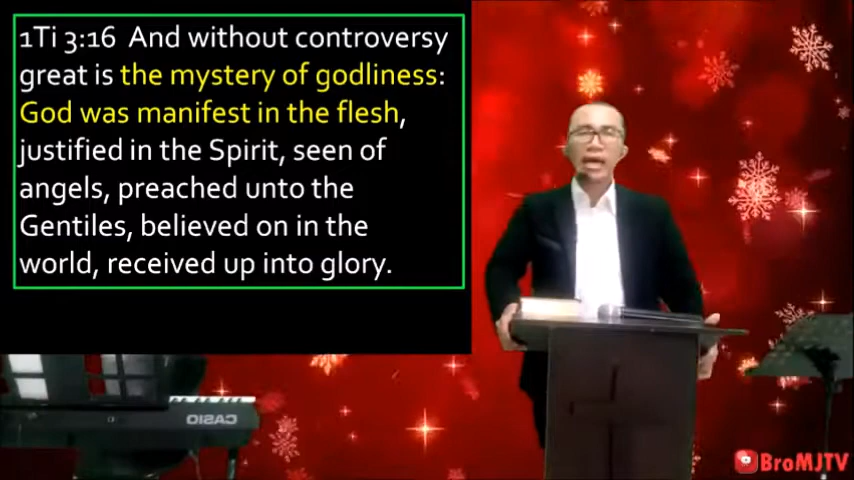 1Ti 3:16 And without controversy
great is the mystery of godliness:
God was manifest in the flesh,
justified in the Spirit, seen of
angels, preached unto the
Gentiles, believed on in the
world, received up into glory.
CASIO
BroMJTV